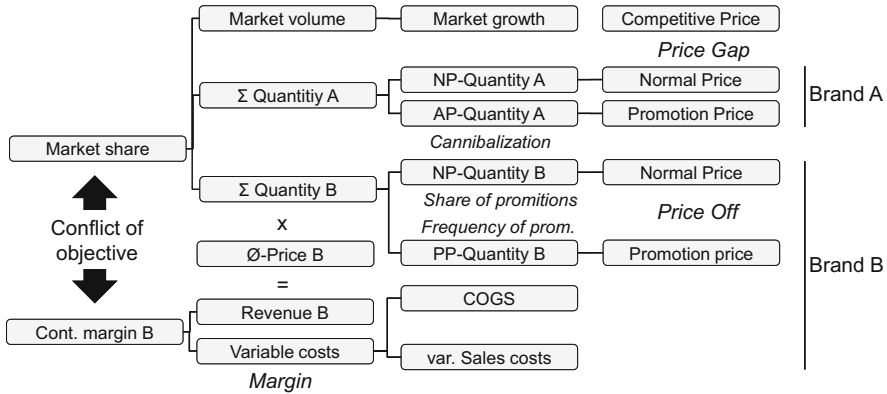 Market volume
Market growth
Competitive Price
Price Gap
Σ Quantitiy A
NP-Quantity A
Normal Price
AP-Quantity A
Promotion Price
Brand A
Cannibalization
Market share
Σ Quantity B
NP-Quantity B
Normal Price
Share of promitions
Price Off
Frequency of prom.
x
Conflict of
objective
Ø-Price B
PP-Quantity B
Promotion price
Brand B
=
Revenue B
COGS
Cont. margin B
Variable costs
var. Sales costs
Margin